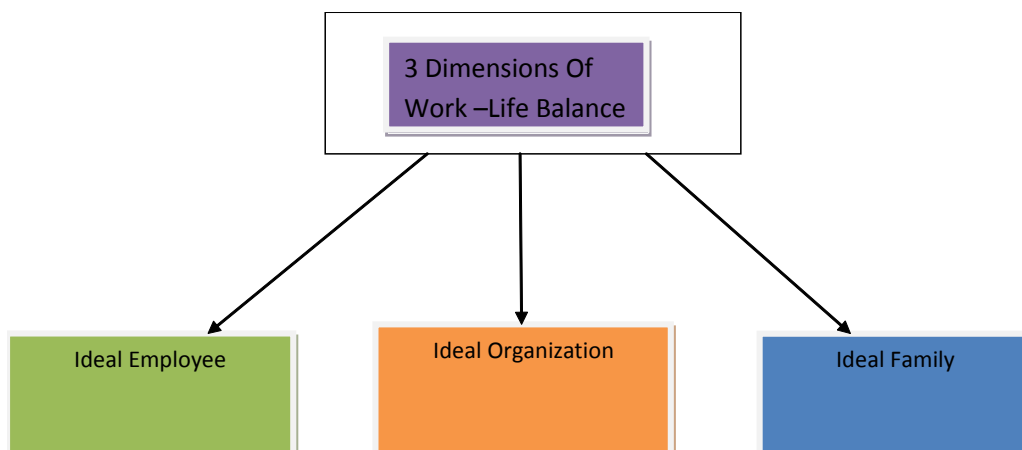 3 Dimensions Of
Work –Life Balance
Ideal Employee
Ideal Organization
Ideal Family